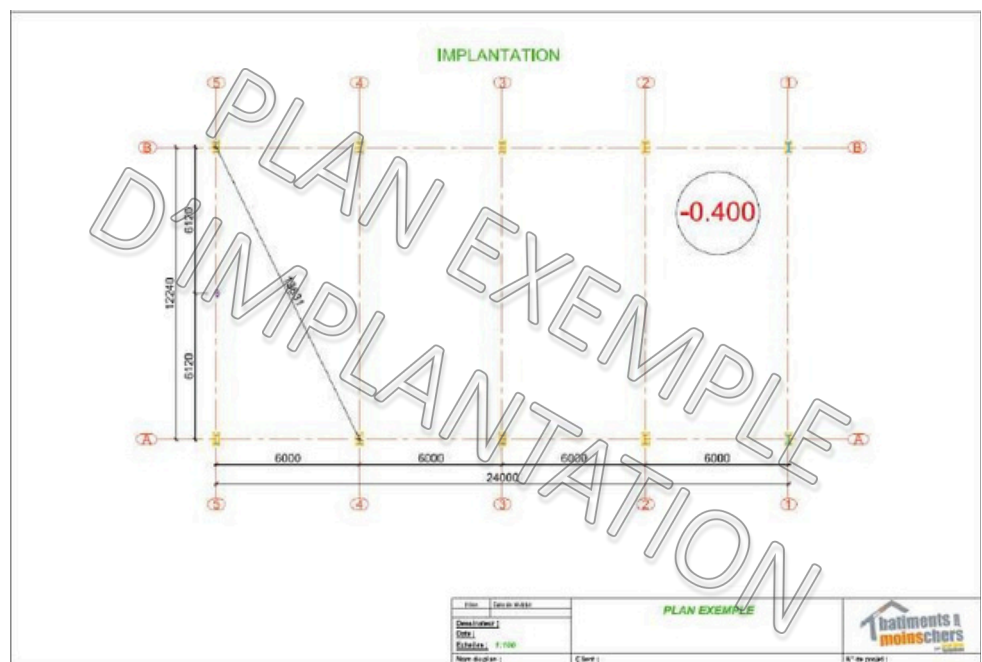 IMPLANTATION
5 4 3 2 1
B B
PLAN EXEMPLE
D'IMPLANTATION
-0.400
6120
12240
13631
6120
A A
6000 6000 6000 6000
24000
5 4 3 2 1
PLAN EXEMPLE
Dessinateur :
Date :
Echelles : 1:100
Nom du plan :
Client :
N° de projet :
batiments
moinschers